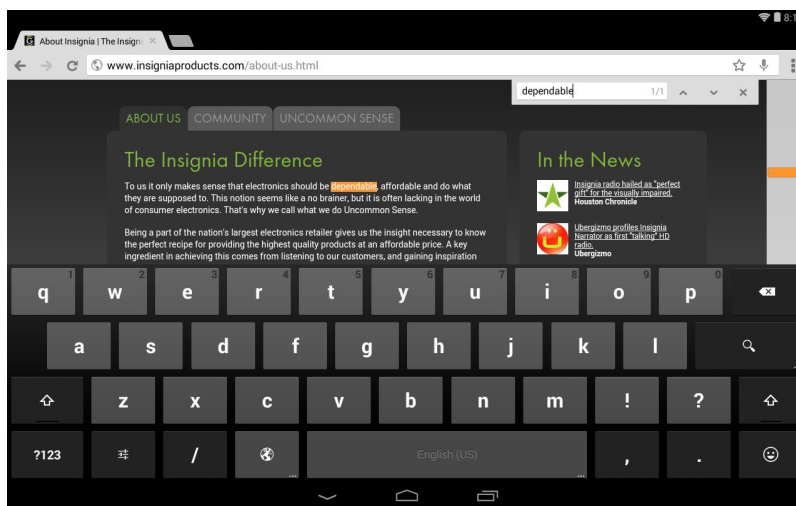 8:1
About Insignia | The Insigni
www.insigniaproducts.com/about-us.html
dependable 1/1
ABOUT US COMMUNITY UNCOMMON SENSE
The Insignia Difference
To us it only makes sense that electronics should be dependable, affordable and do what
they are supposed to. This notion seems like a no brainer, but it is often lacking in the world
of consumer electronics. That's why we call what we do Uncommon Sense.
Being a part of the nation's largest electronics retailer gives us the insight necessary to know
the perfect recipe for providing the highest quality products at an affordable price. A key
ingredient in achieving this comes from listening to our customers, and gaining inspiration
In the News
Insignia radio hailed as "perfect
gift" for the visually impaired.
Houston Chronicle
Ubergizmo profiles Insignia
Narrator as first "talking" HD
radio.
Ubergizmo
1 2 3 4 5 6 7 8 9 0
q w e r t y u i o p
a s d f g h j k l
z x c v b n m ! ?
?123 / English (US) , .